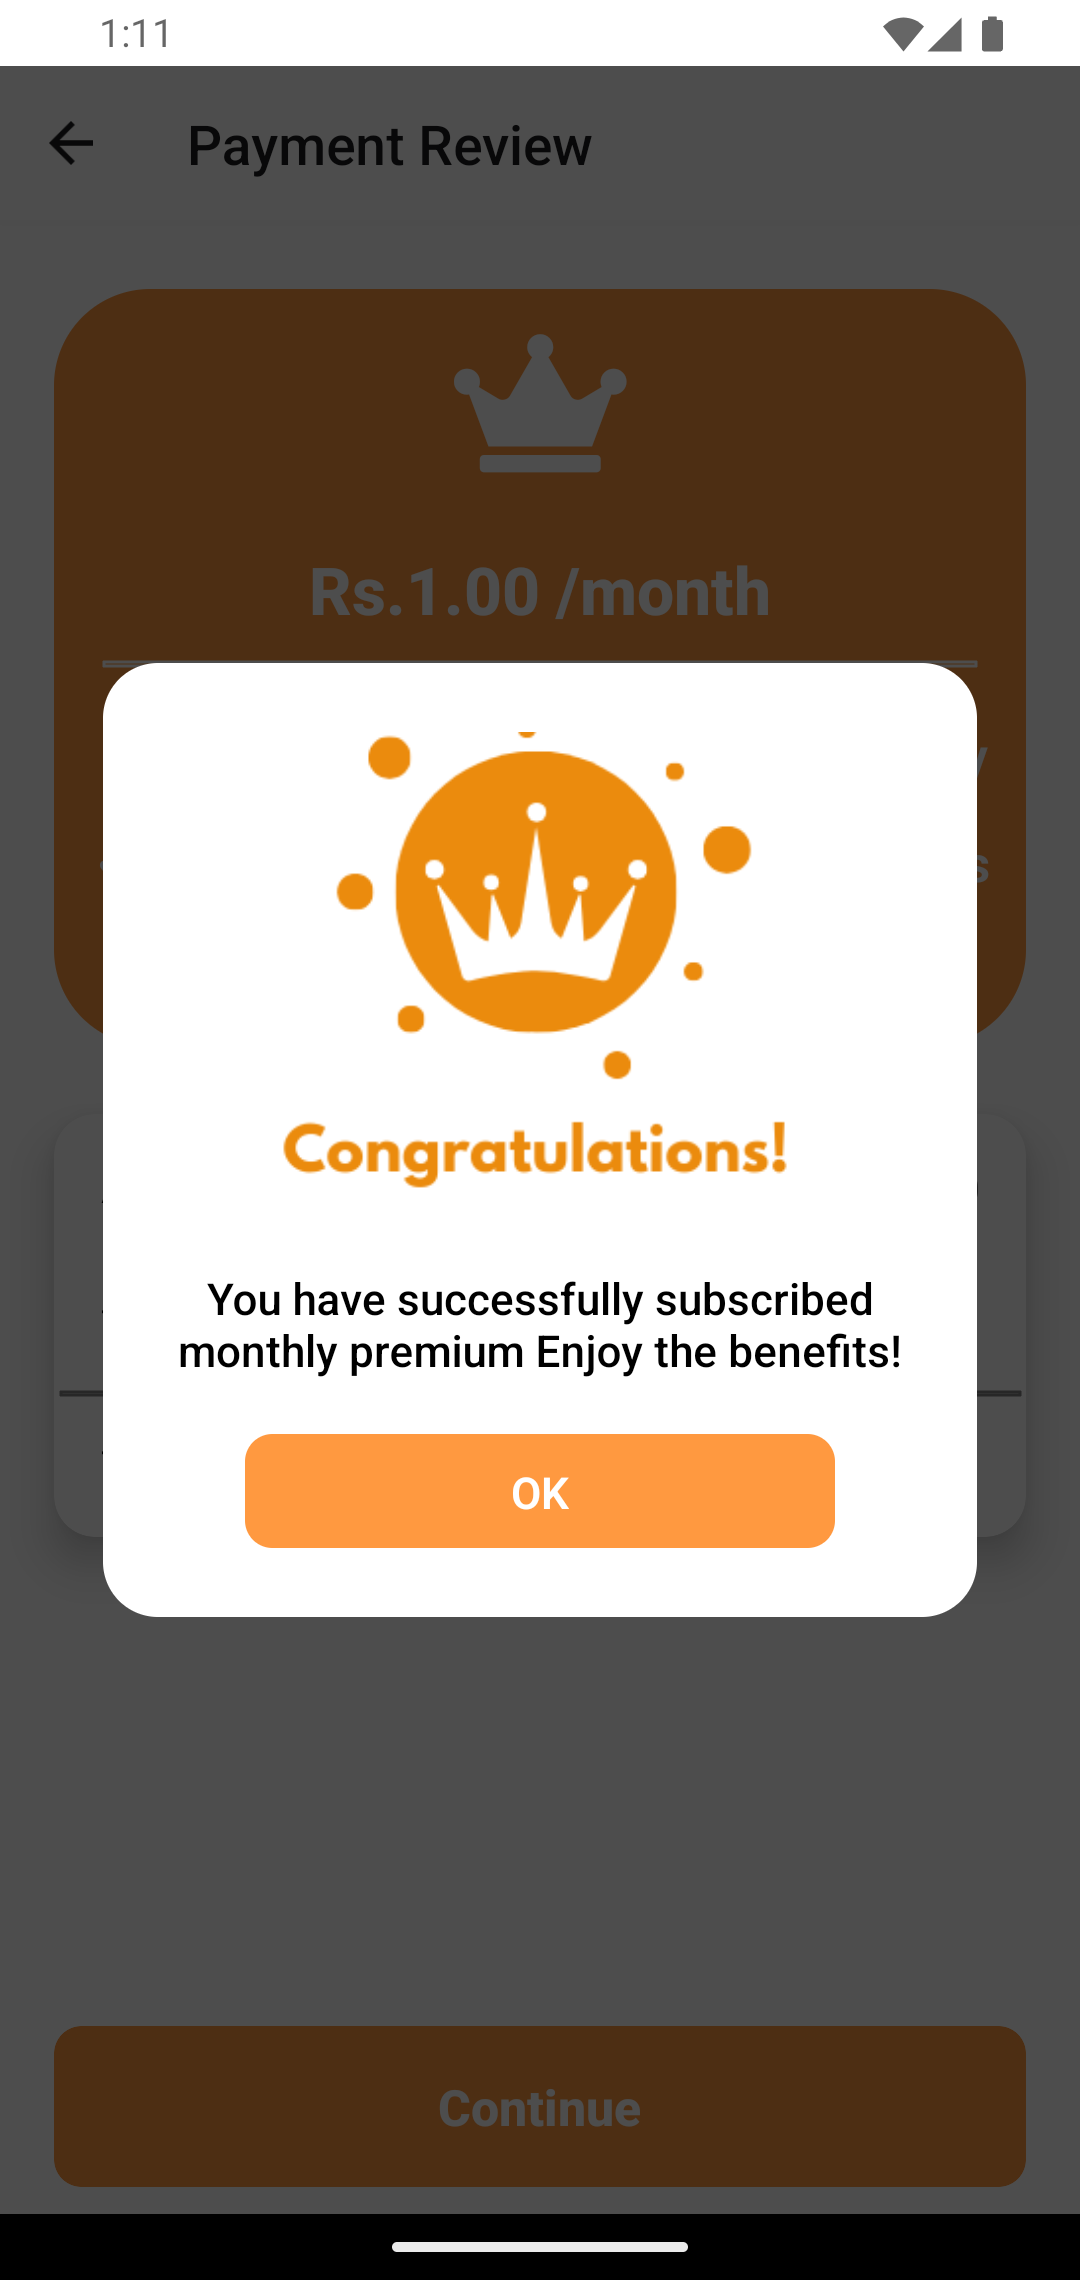 1:11
Payment Review
Rs.1.00 /month
Congratulations!
You have successfully subscribed
monthly premium Enjoy the benefits!
OK
Continue